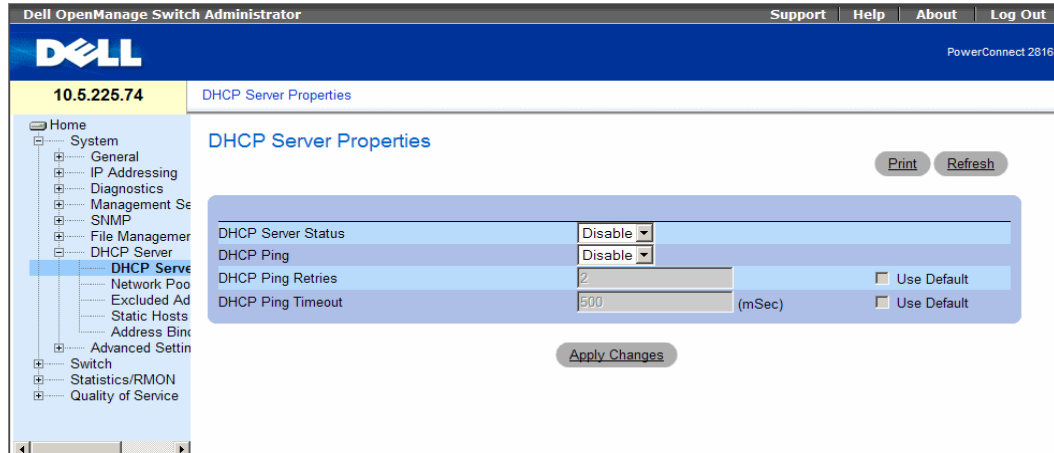 Dell OpenManage Switch Administrator
Support Help About Log Out
DELL
PowerConnect 2816
10.5.225.74
DHCP Server Properties
Home
System
General
IP Addressing
Diagnostics
Management Se
SNMP
File Managemer
DHCP Server
DHCP Serve
Network Poo
Excluded Ad
Static Hosts
Address Bind
Advanced Settin
Switch
Statistics/RMON
Quality of Service
DHCP Server Properties
Print Refresh
DHCP Server Status Disable
DHCP Ping Disable
DHCP Ping Retries 2 Use Default
DHCP Ping Timeout 500 (mSec) Use Default
Apply Changes